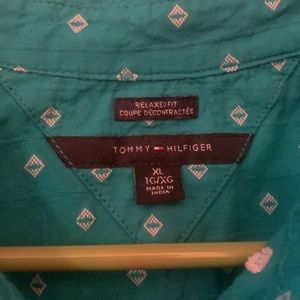 RELAXED FIT
COUPE DÉCONTRACTÉE
TOMMY HILFIGER
XL
TG/XG
MADE IN
INDIA